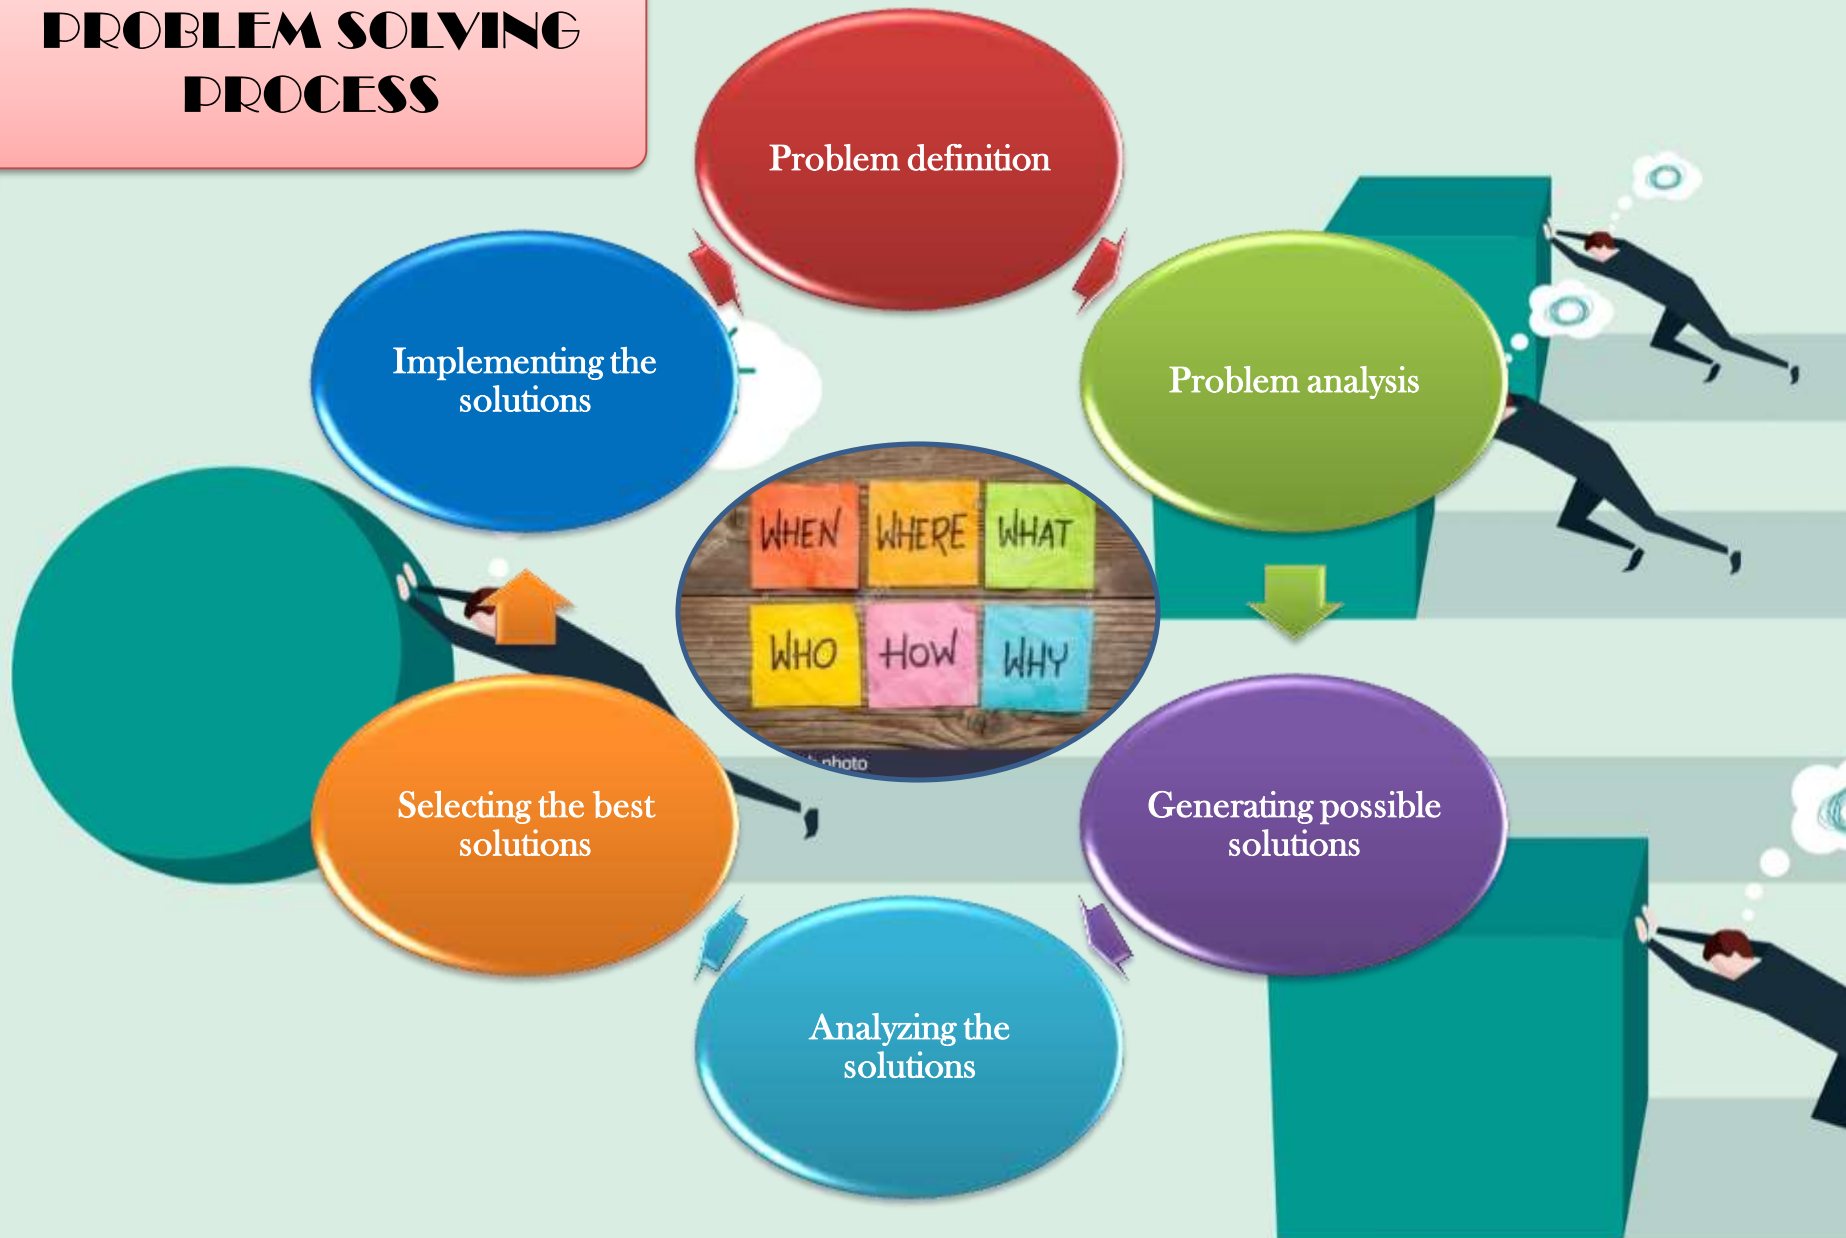 PROBLEM SOLVING
PROCESS
Problem definition
Problem analysis
Generating possible
solutions
Analyzing the
solutions
Selecting the best
solutions
Implementing the
solutions
WHEN WHERE WHAT
WHO HOW WHY
photo